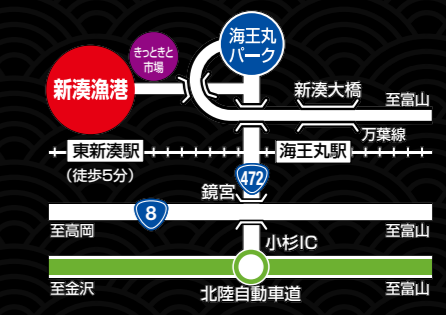 海王丸
パーク
きっときと
市場
新湊漁港
新湊大橋
至富山
万葉線
東新湊駅
海王丸駅
(徒歩5分)
472
鏡宮
8
至高岡
至富山
小杉IC
至金沢
北陸自動車道
至富山